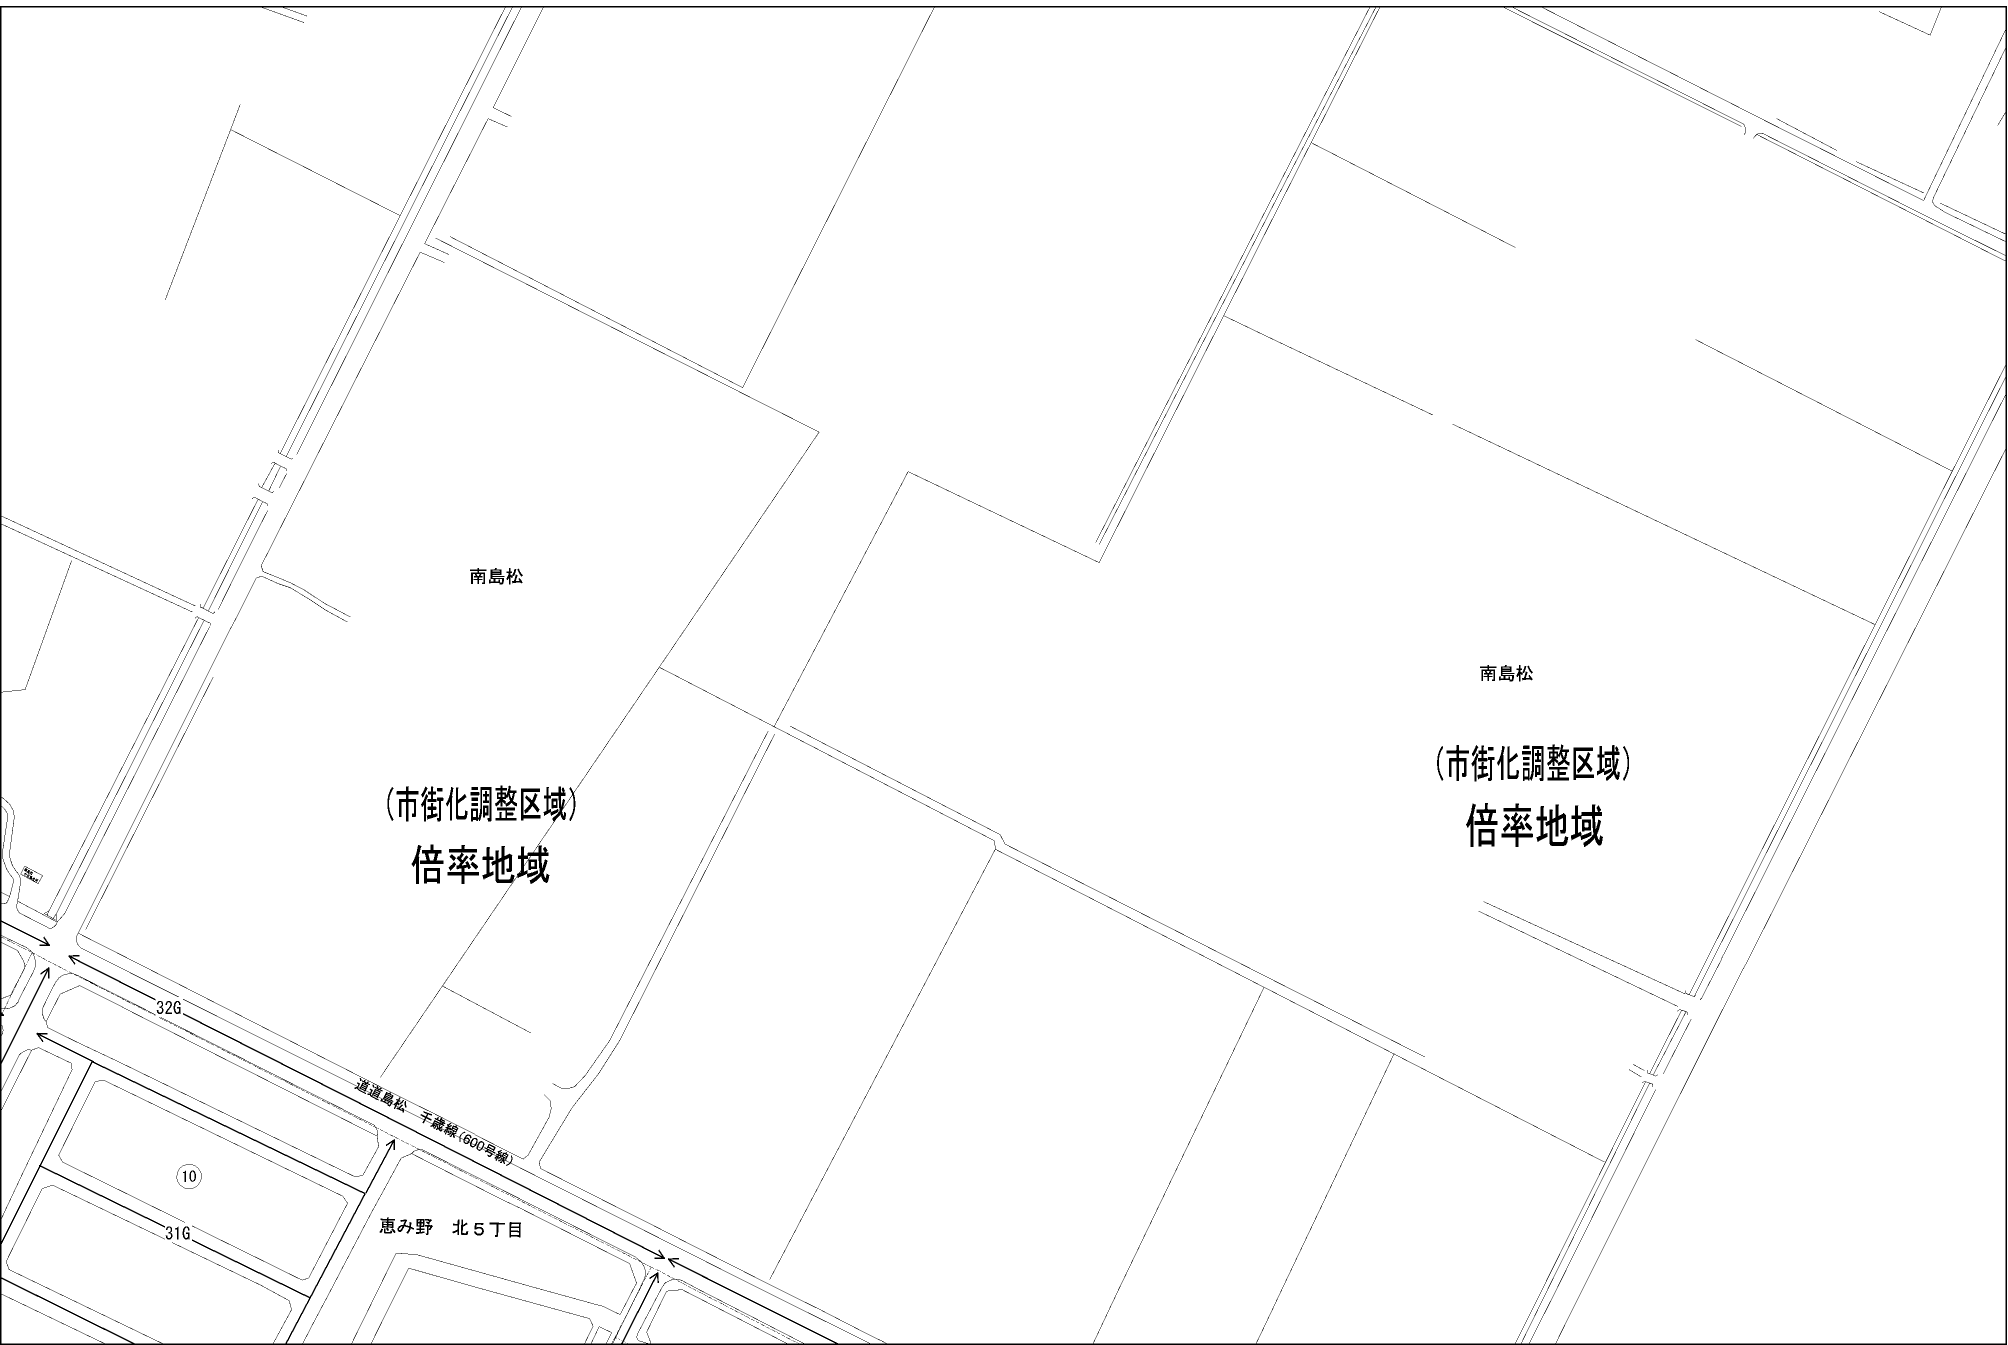 南島松
南島松
（市街化調整区域）
倍率地域
（市街化調整区域）
倍率地域
32G
道道島松　千歳線（600号線）
10
恵み野　北５丁目
31G